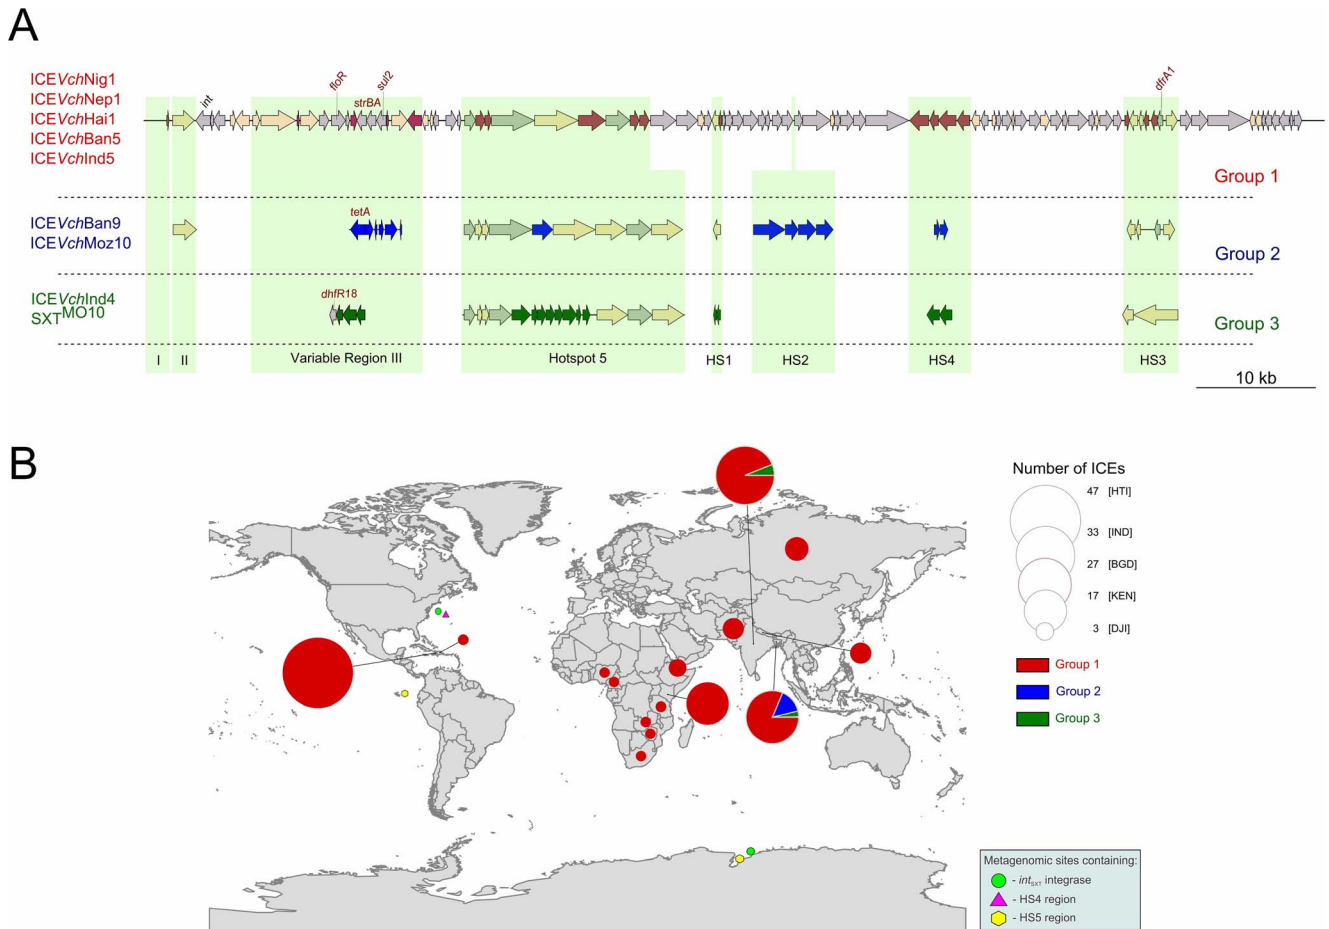 A
ICEVchNig1
ICEVchNep1
ICEVchHai1
ICEVchBan5
ICEVchInd5
int
floR
strBA
sul2
dfrA1
Group 1
ICEVchBan9
ICEVchMoz10
tetA
Group 2
ICEVchInd4
SXTMO10
dhfR18
Group 3
I II Variable Region III Hotspot 5 HS1 HS2 HS4 HS3
10 kb
B
Number of ICEs
47 [HTI]
33 [IND]
27 [BGD]
17 [KEN]
3 [DJI]
Group 1
Group 2
Group 3
Metagenomic sites containing:
- intSXT integrase
- HS4 region
- HS5 region